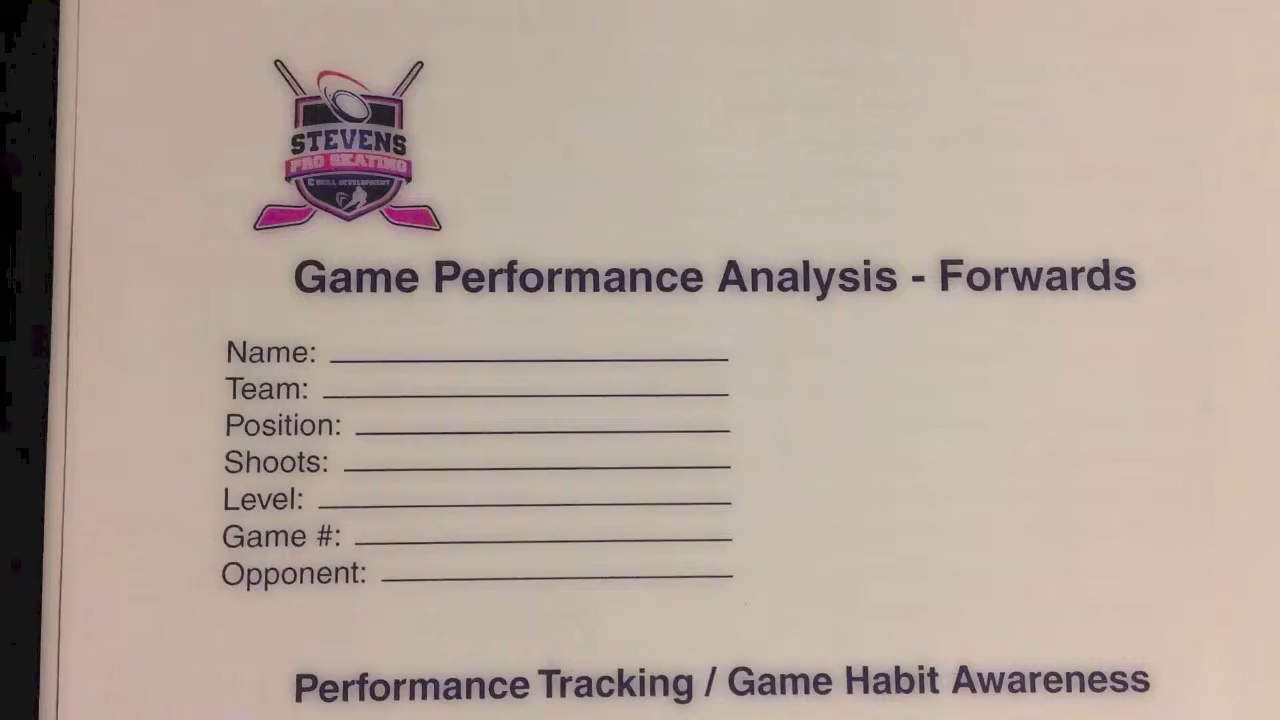 STEVENS
PRO SKATING
& SKILL DEVELOPMENT
Game Performance Analysis - Forwards
Name:
Team:
Position:
Shoots:
Level:
Game #:
Opponent:
Performance Tracking / Game Habit Awareness